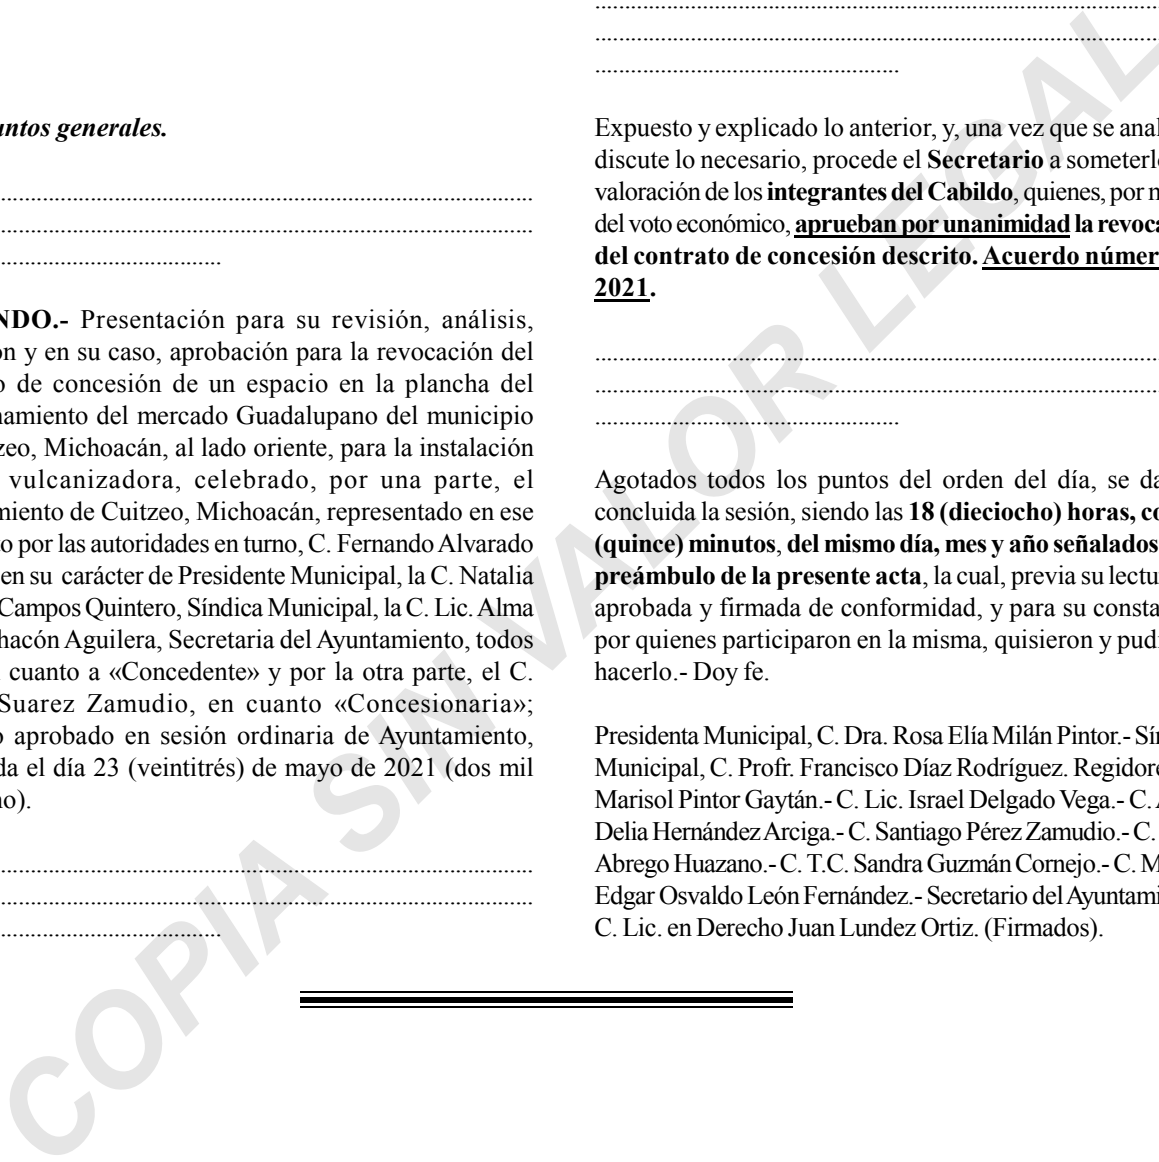 untos generales.
..........................................................................................
..........................................................................................
.....................................
NDO.- Presentación para su revisión, análisis,
ón y en su caso, aprobación para la revocación del
o de concesión de un espacio en la plancha del
namiento del mercado Guadalupano del municipio
zeo, Michoacán, al lado oriente, para la instalación
vulcanizadora, celebrado, por una parte, el
miento de Cuitzeo, Michoacán, representado en ese
o por las autoridades en turno, C. Fernando Alvarado
en su carácter de Presidente Municipal, la C. Natalia
Campos Quintero, Síndica Municipal, la C. Lic. Alma
hacón Aguilera, Secretaria del Ayuntamiento, todos
cuanto a «Concedente» y por la otra parte, el C.
Suarez Zamudio, en cuanto «Concesionaria»;
o aprobado en sesión ordinaria de Ayuntamiento,
da el día 23 (veintitrés) de mayo de 2021 (dos mil
no).
..........................................................................................
..........................................................................................
.....................................
...............................................................................................
...............................................................................................
...................................................
Expuesto y explicado lo anterior, y, una vez que se anal
discute lo necesario, procede el Secretario a someterl
valoración de los integrantes del Cabildo, quienes, por m
del voto económico, aprueban por unanimidad la revoca
del contrato de concesión descrito. Acuerdo númer
2021.
...............................................................................................
...............................................................................................
...................................................
Agotados todos los puntos del orden del día, se da
concluida la sesión, siendo las 18 (dieciocho) horas, co
(quince) minutos, del mismo día, mes y año señalados
preámbulo de la presente acta, la cual, previa su lectur
aprobada y firmada de conformidad, y para su consta
por quienes participaron en la misma, quisieron y pudi
hacerlo.- Doy fe.
Presidenta Municipal, C. Dra. Rosa Elía Milán Pintor.- Sín
Municipal, C. Profr. Francisco Díaz Rodríguez. Regidore
Marisol Pintor Gaytán.- C. Lic. Israel Delgado Vega.- C. A
Delia Hernández Arciga.- C. Santiago Pérez Zamudio.- C.
Abrego Huazano.- C. T.C. Sandra Guzmán Cornejo.- C. M
Edgar Osvaldo León Fernández.- Secretario del Ayuntami
C. Lic. en Derecho Juan Lundez Ortiz. (Firmados).
COPIA SIN VALOR LEGAL